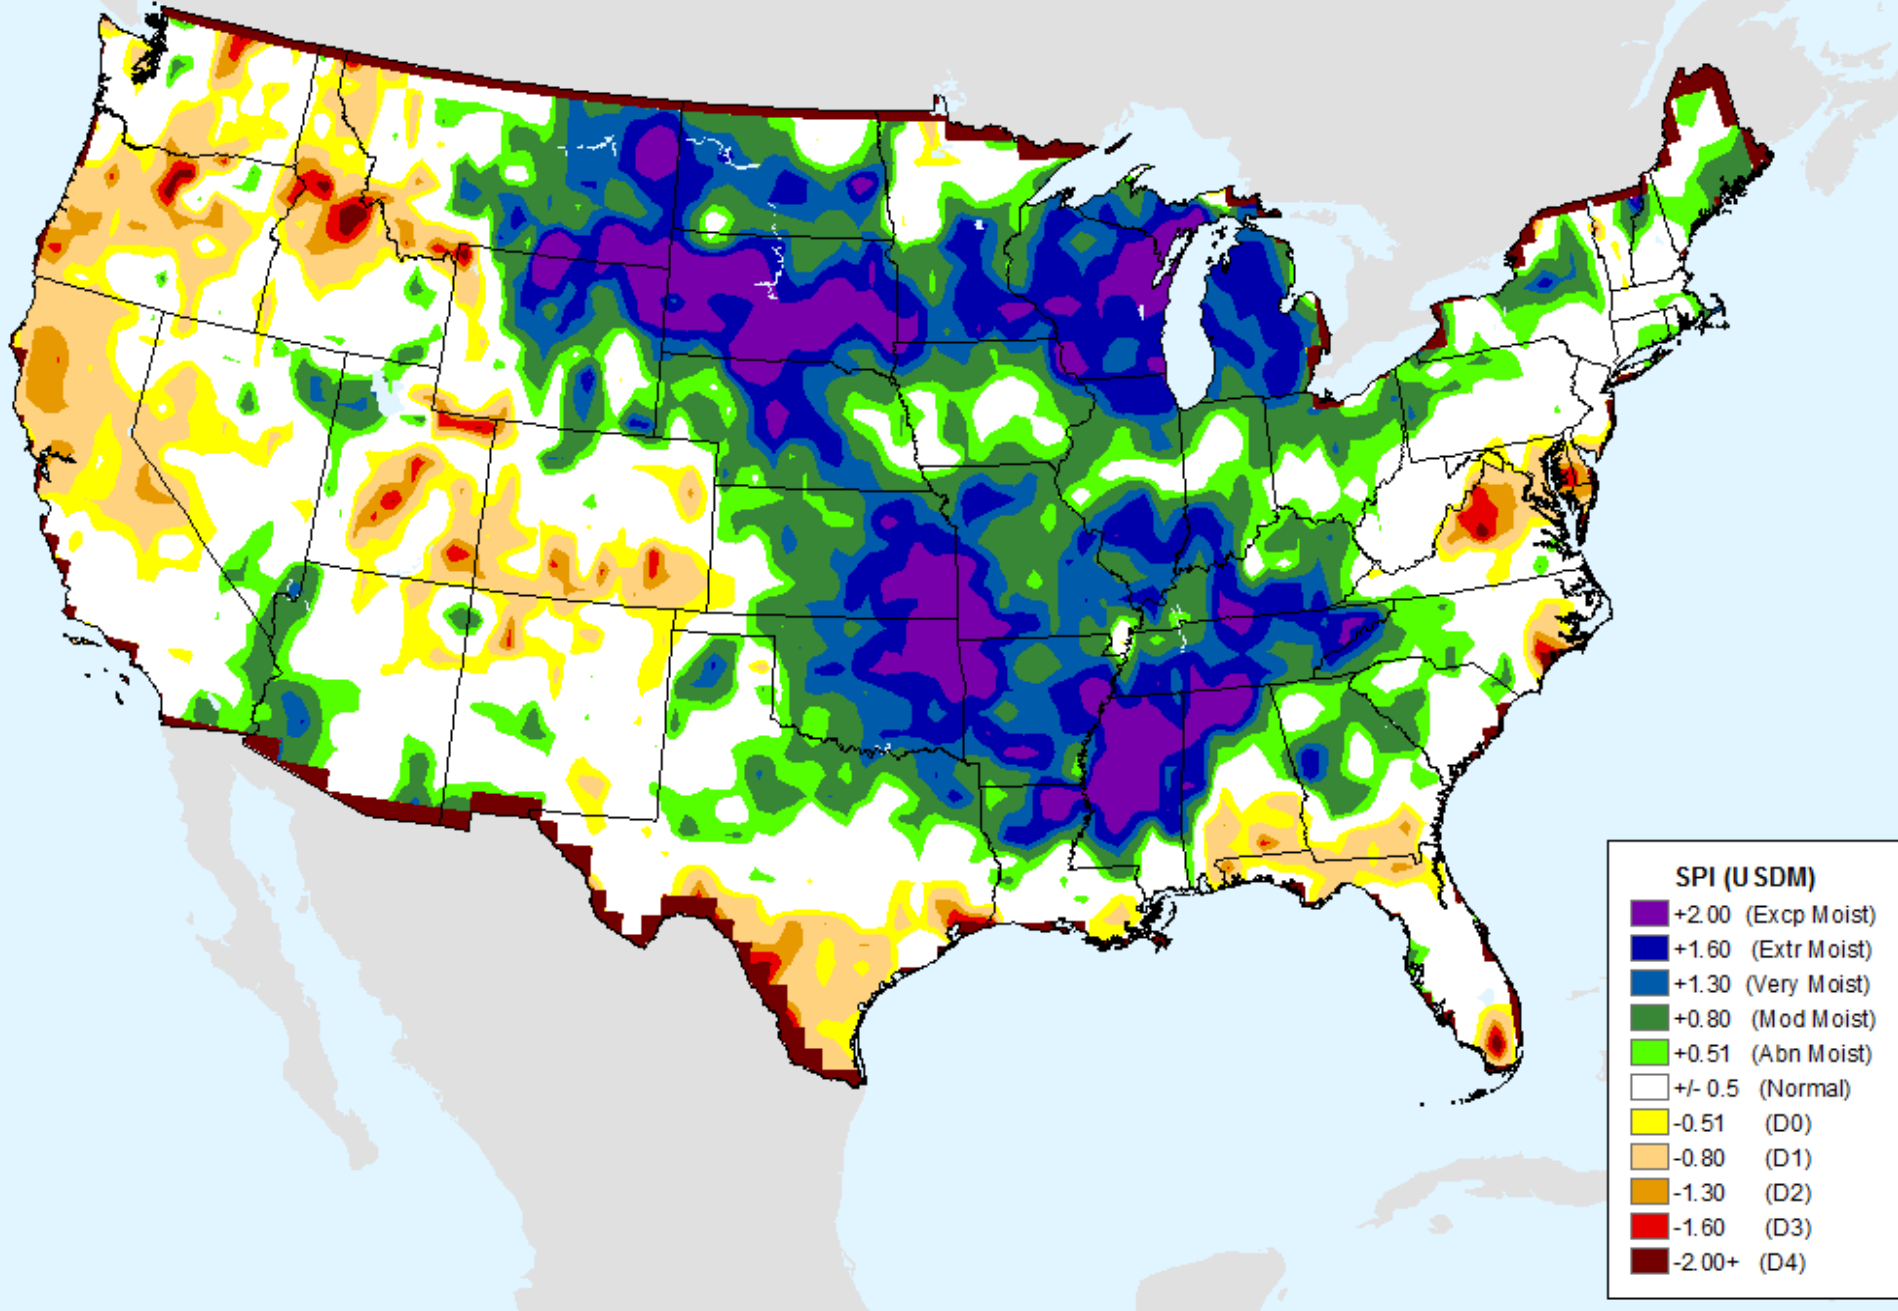 SPI (USDM)
+2.00 (Excp Moist)
+1.60 (Extr Moist)
+1.30 (Very Moist)
+0.80 (Mod Moist)
+0.51 (Abn Moist)
+/- 0.5 (Normal)
-0.51 (D0)
-0.80 (D1)
-1.30 (D2)
-1.60 (D3)
-2.00+ (D4)